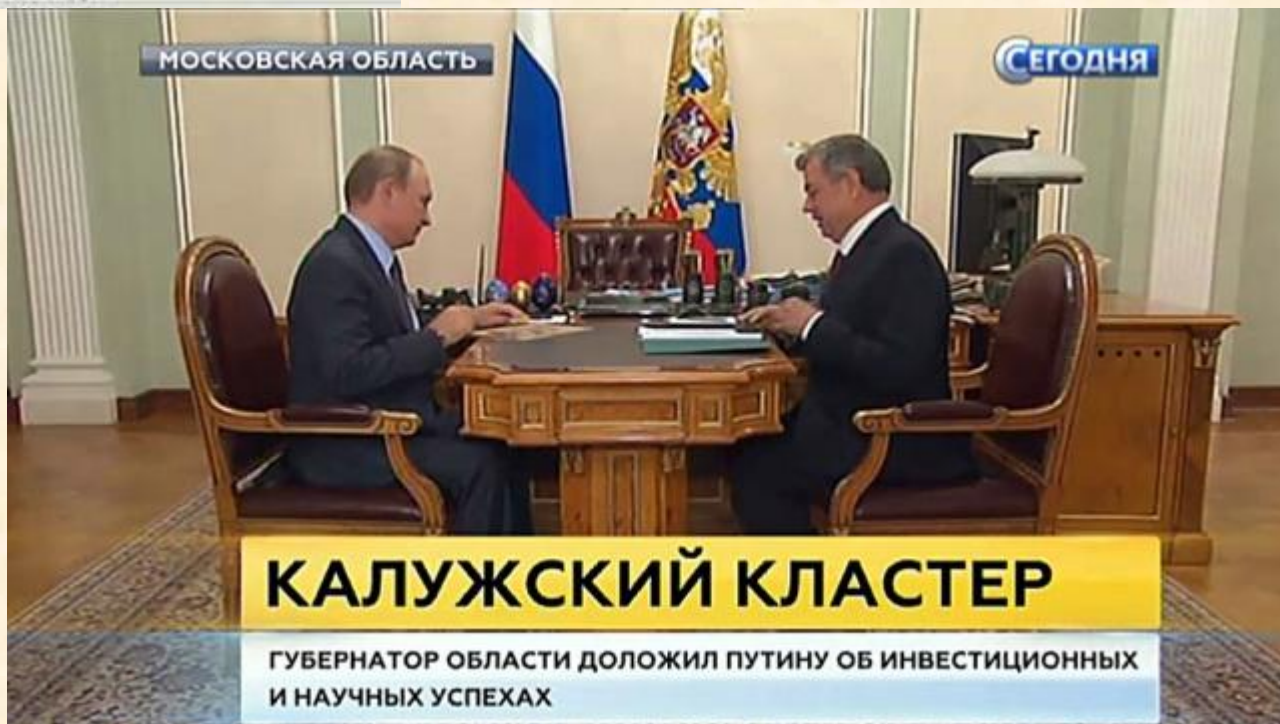 МОСКОВСКАЯ ОБЛАСТЬ
СЕГОДНЯ
КАЛУЖСКИЙ КЛАСТЕР
ГУБЕРНАТОР ОБЛАСТИ ДОЛОЖИЛ ПУТИНУ ОБ ИНВЕСТИЦИОННЫХ
И НАУЧНЫХ УСПЕХАХ